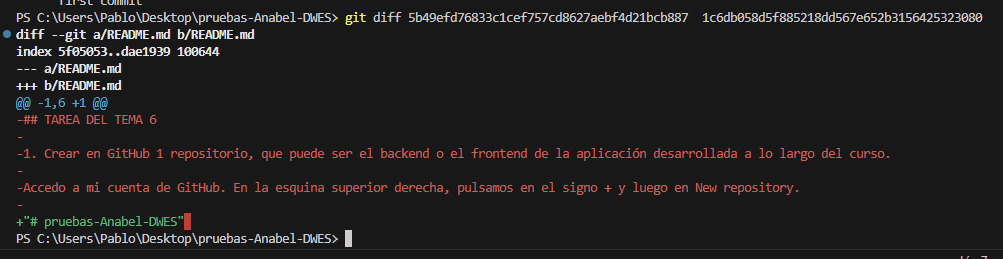 first commit
PS C:\Users\Pablo\Desktop\pruebas-Anabel-DWES> git diff 5b49efd76833c1cef757cd8627aebf4d21bcb887  1c6db058d5f885218dd567e652b3156425323080
diff --git a/README.md b/README.md
index 5f05053..dae1939 100644
--- a/README.md
+++ b/README.md
@@ -1,6 +1 @@
-## TAREA DEL TEMA 6
-
-1. Crear en GitHub 1 repositorio, que puede ser el backend o el frontend de la aplicación desarrollada a lo largo del curso.
-
-Accedo a mi cuenta de GitHub. En la esquina superior derecha, pulsamos en el signo + y luego en New repository.
-
+"# pruebas-Anabel-DWES"
PS C:\Users\Pablo\Desktop\pruebas-Anabel-DWES>